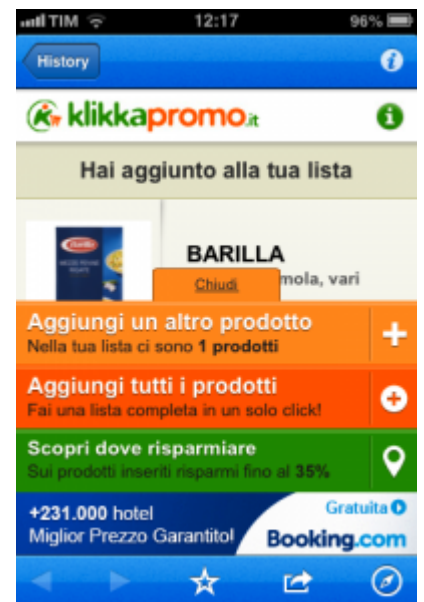 TIM 12:17 96%
History
klikkapromo.it
Hai aggiunto alla tua lista
Barilla
BARILLA
mola, vari
Chiudi
Aggiungi un altro prodotto
Nella tua lista ci sono 1 prodotti
Aggiungi tutti i prodotti
Fai una lista completa in un solo click!
Scopri dove risparmiare
Sui prodotti inseriti risparmi fino al 35%
+231.000 hotel
Miglior Prezzo Garantito!
Gratuita
Booking.com